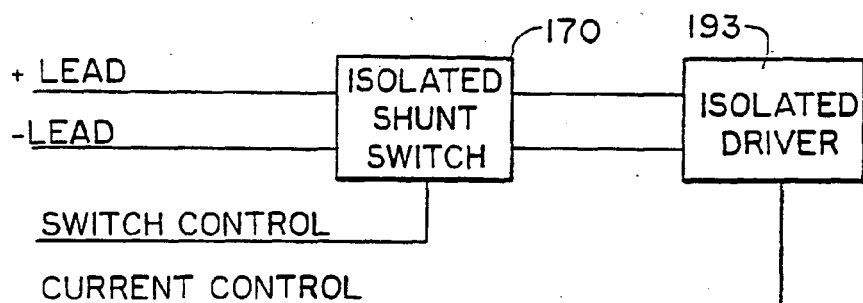 170
193
+ LEAD
-LEAD
ISOLATED
SHUNT
SWITCH
ISOLATED
DRIVER
SWITCH CONTROL
CURRENT CONTROL